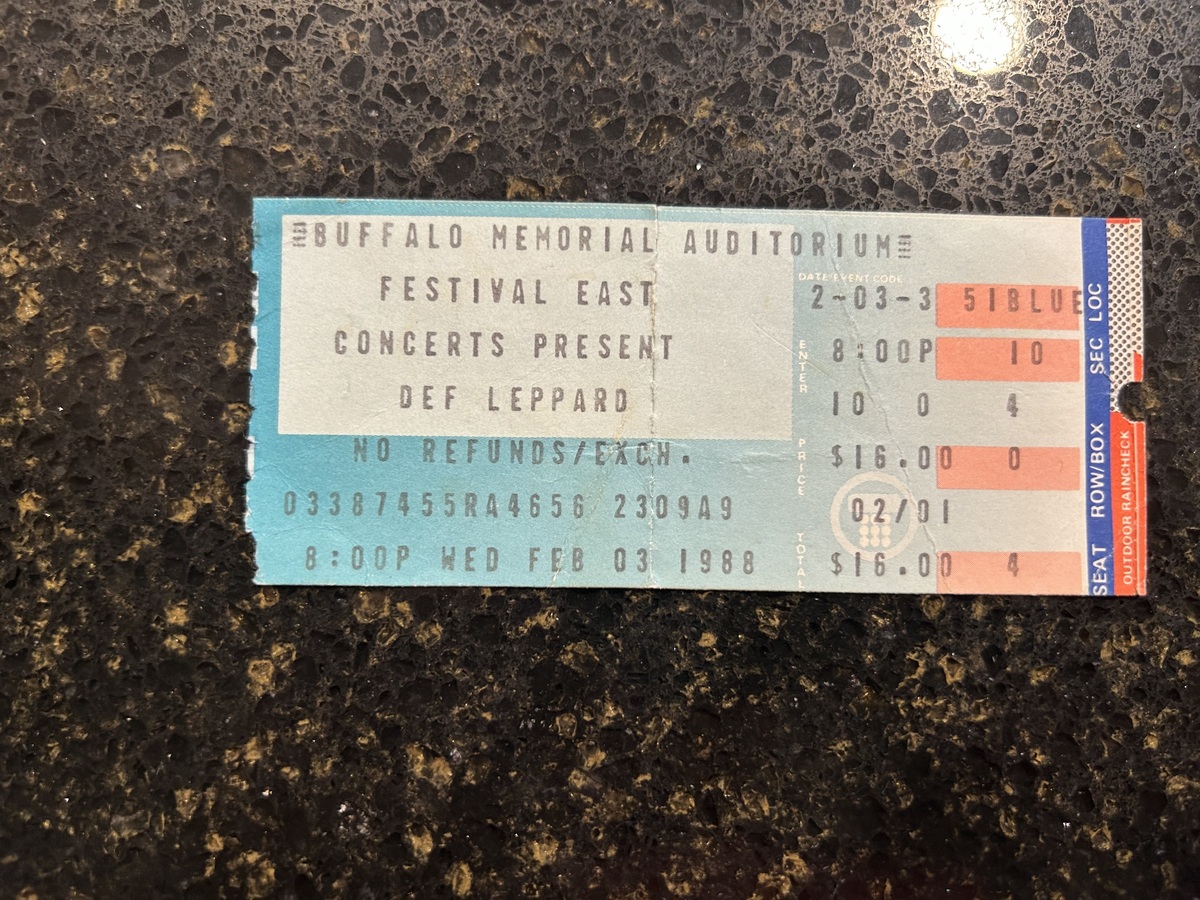 BUFFALO MEMORIAL AUDITORIUM
DATE/EVENT CODE
FESTIVAL EAST 2-03-3 51BLUE
CONCERTS PRESENT ENTER 8:00P 10
DEF LEPPARD 10 0 4
NO REFUNDS/EXCH. PRICE $16.00 0
03387455RA4656 2309A9 02/01
8:00P WED FEB 03 1988 TOTAL $16.00 4
SEAT ROW/BOX SEC LOC
OUTDOOR RAINCHECK